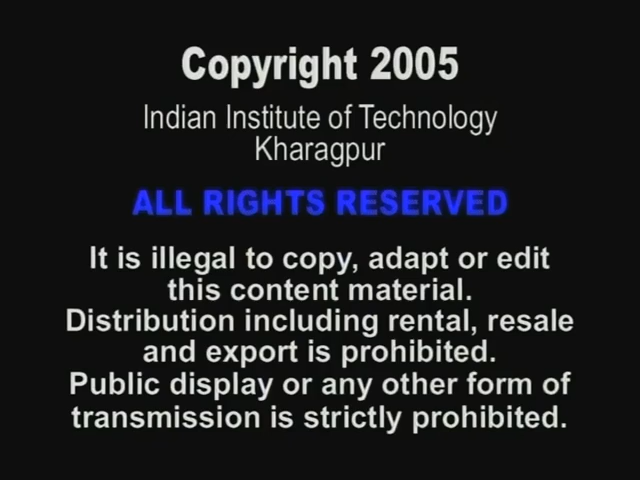 Copyright 2005
Indian Institute of Technology
Kharagpur
ALL RIGHTS RESERVED
It is illegal to copy, adapt or edit
this content material.
Distribution including rental, resale
and export is prohibited.
Public display or any other form of
transmission is strictly prohibited.